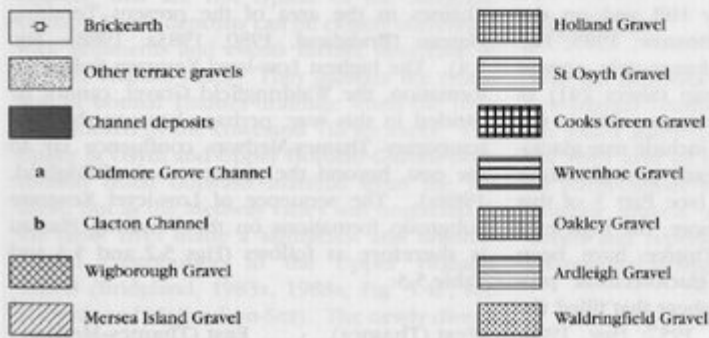 Brickearth
Other terrace gravels
Channel deposits
a Cudmore Grove Channel
b Clacton Channel
Wigborough Gravel
Mersea Island Gravel
Holland Gravel
St Osyth Gravel
Cooks Green Gravel
Wivenhoe Gravel
Oakley Gravel
Ardleigh Gravel
Waldringfield Gravel